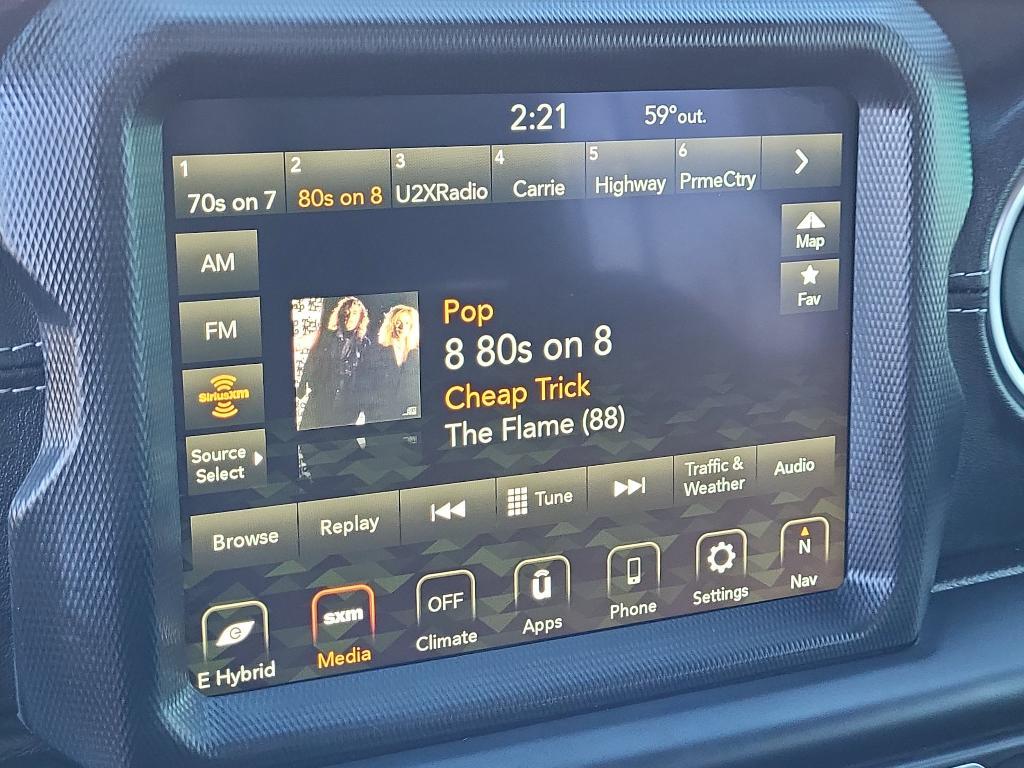 2:21 59°out.
1 2 3 4 5 6
70s on 7 80s on 8 U2XRadio Carrie Highway PrmeCtry
AM
Map
Fav
FM
Pop
8 80s on 8
SiriusXM
Cheap Trick
The Flame (88)
Source
Select
Browse Replay Tune Traffic &
Weather
Audio
E Hybrid
sxm
Media
OFF
Climate
ū
Apps
Phone
Settings
N
Nav